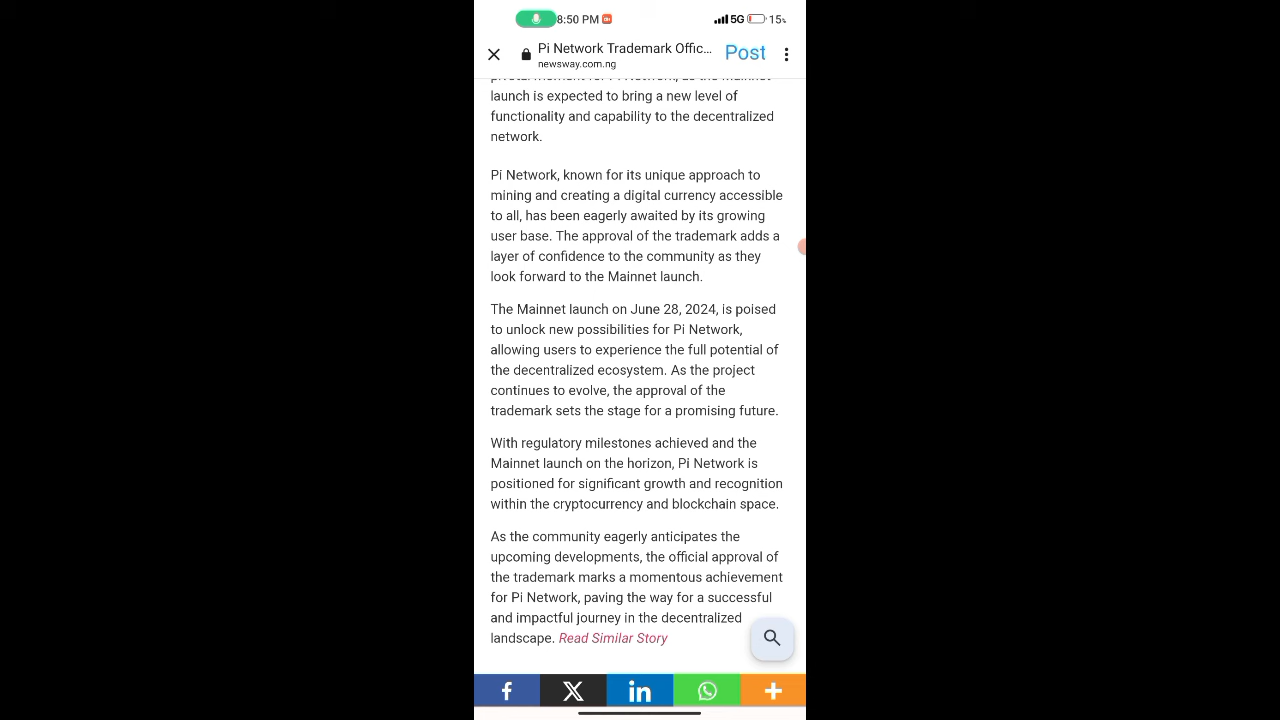 8:50 PM
5G
15%
Pi Network Trademark Offic...
newsway.com.ng
Post
pivotal moment for Pi Network, as the Mainnet
launch is expected to bring a new level of
functionality and capability to the decentralized
network.
Pi Network, known for its unique approach to
mining and creating a digital currency accessible
to all, has been eagerly awaited by its growing
user base. The approval of the trademark adds a
layer of confidence to the community as they
look forward to the Mainnet launch.
The Mainnet launch on June 28, 2024, is poised
to unlock new possibilities for Pi Network,
allowing users to experience the full potential of
the decentralized ecosystem. As the project
continues to evolve, the approval of the
trademark sets the stage for a promising future.
With regulatory milestones achieved and the
Mainnet launch on the horizon, Pi Network is
positioned for significant growth and recognition
within the cryptocurrency and blockchain space.
As the community eagerly anticipates the
upcoming developments, the official approval of
the trademark marks a momentous achievement
for Pi Network, paving the way for a successful
and impactful journey in the decentralized
landscape. Read Similar Story